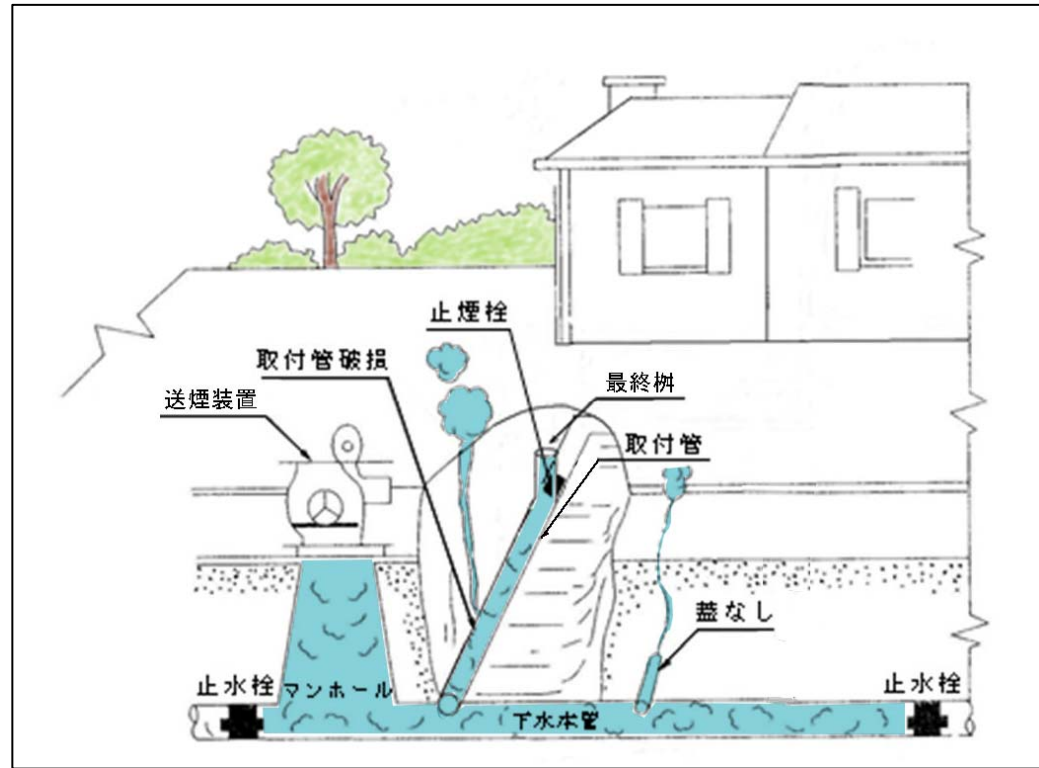 止煙栓
取付管破損
最終桝
送煙装置
取付管
蓋なし
止水栓
マンホール
止水栓
下水本管